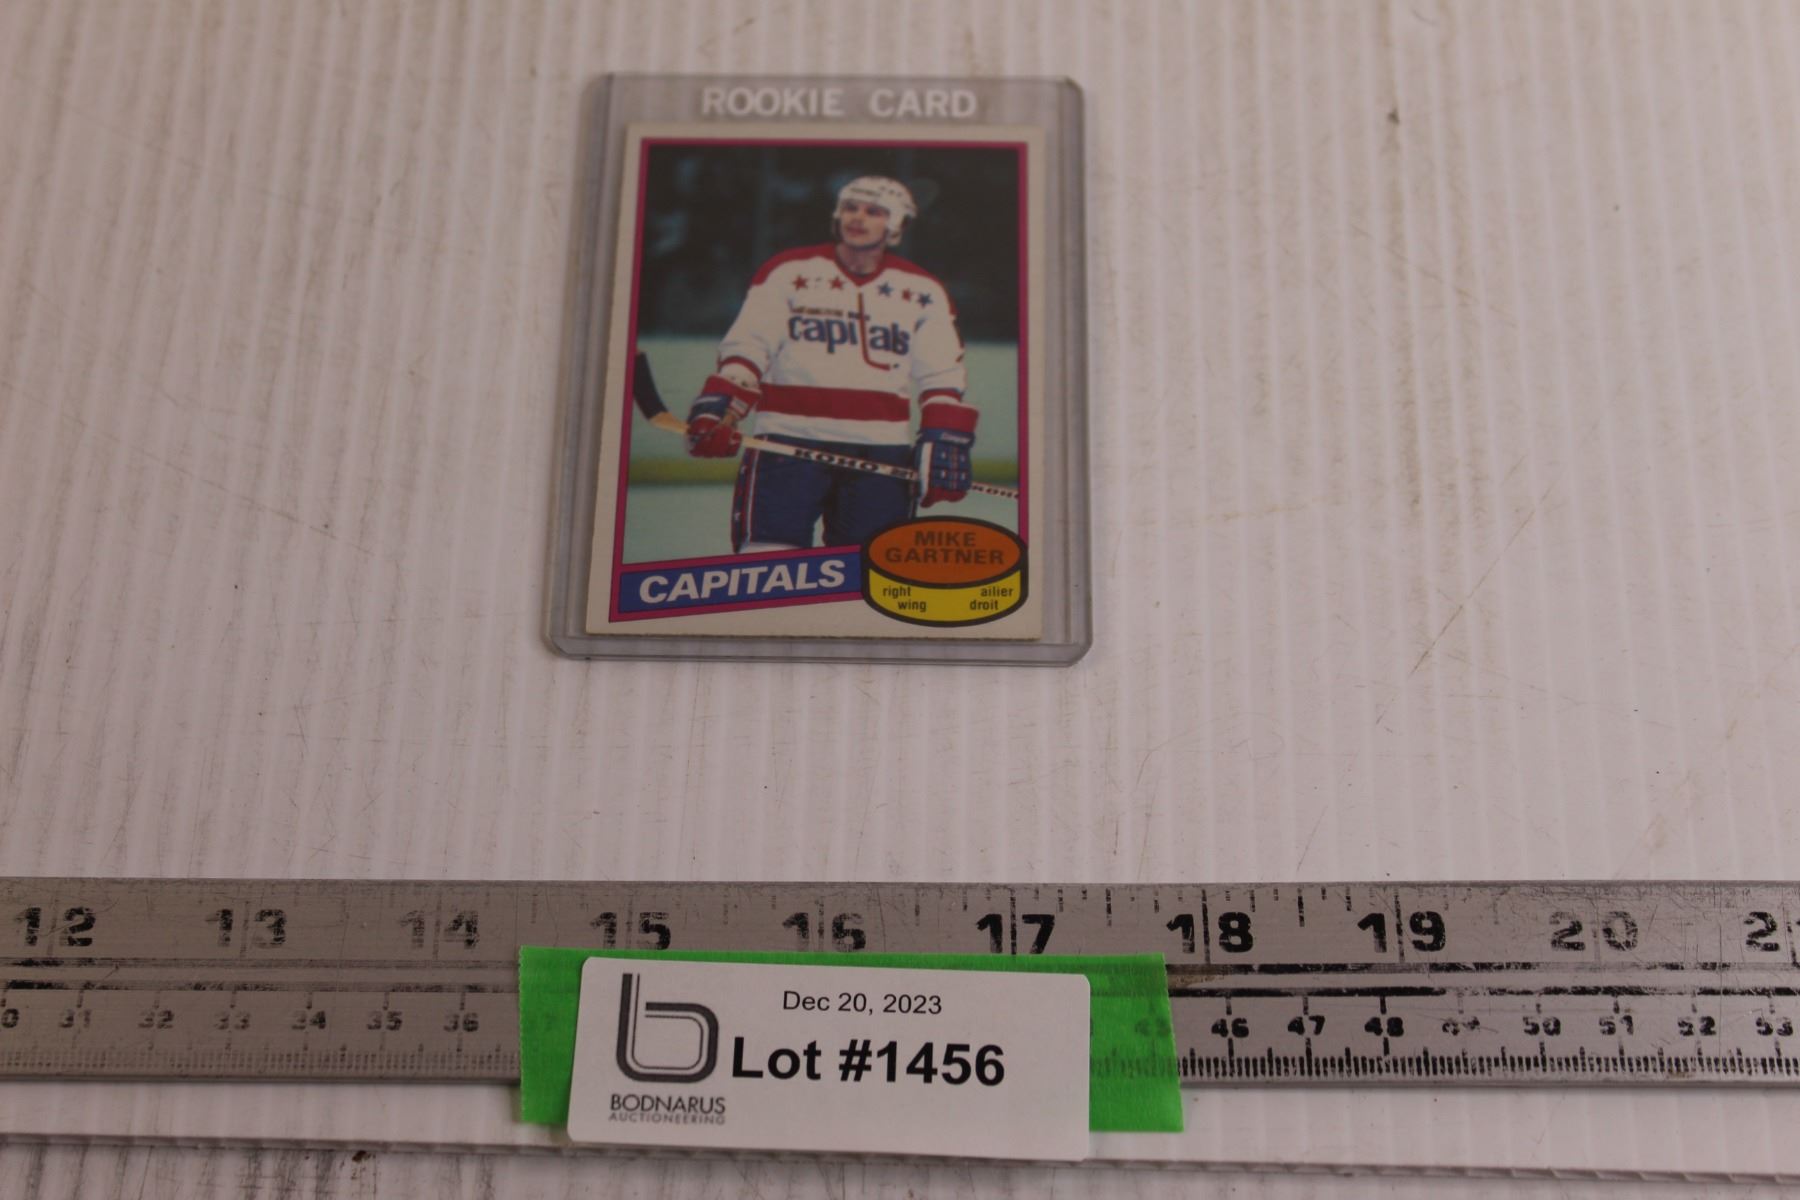 ROOKIE CARD
capitals
KOHO
CAPITALS
MIKE
GARTNER
right
wing
ailier
droit
12 13 14 15 16 17 18 19 20
31 32 33 34 35 36 46 47 48 49 50 51 52 53
Dec 20, 2023
Lot #1456
BODNARUS
AUCTIONEERING